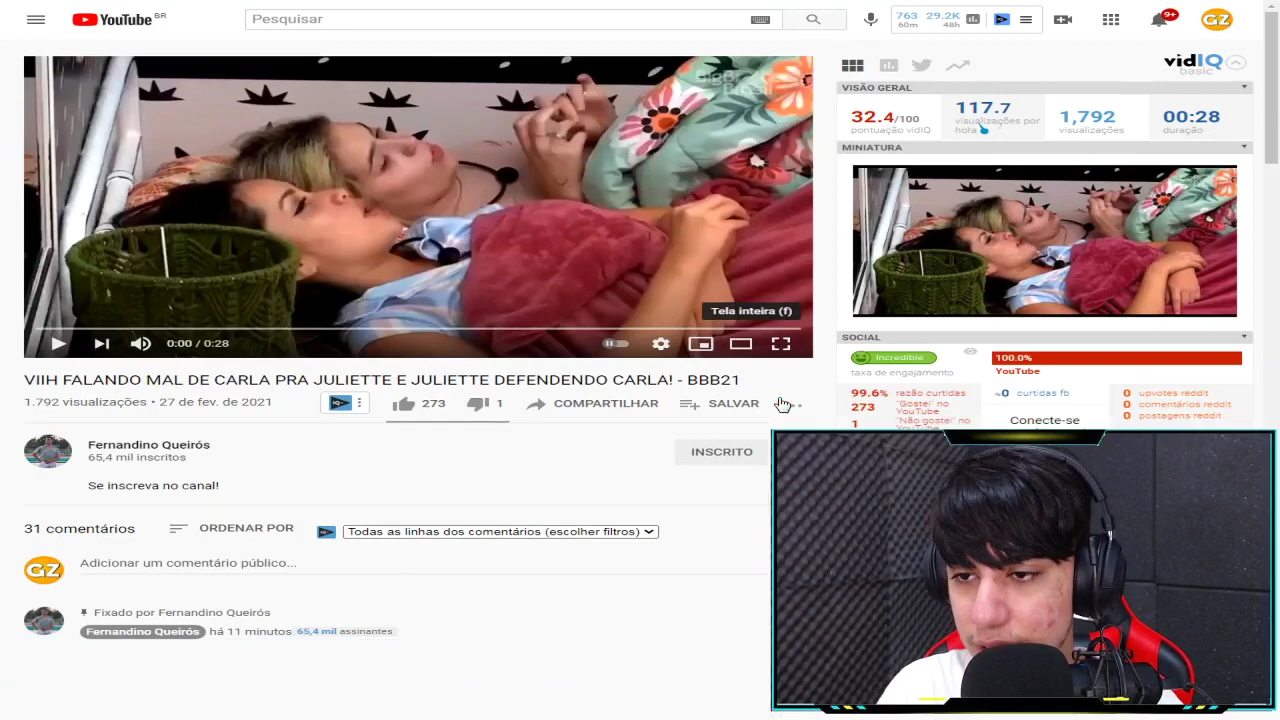 YouTube BR
Pesquisar
763 29.2K
60m 48h
9+
GZ
BigBr
Brasil
Tela inteira (f)
0:00 / 0:28
VIIH FALANDO MAL DE CARLA PRA JULIETTE E JULIETTE DEFENDENDO CARLA! - BBB21
1.792 visualizações • 27 de fev. de 2021
273
1
COMPARTILHAR
SALVAR
Fernandino Queirós
65,4 mil inscritos
INSCRITO
Se inscreva no canal!
31 comentários
ORDENAR POR
Todas as linhas dos comentários (escolher filtros)
GZ
Adicionar um comentário público...
Fixado por Fernandino Queirós
Fernandino Queirós há 11 minutos 65,4 mil assinantes
vidIQ
basic
VISÃO GERAL
32.4/100
pontuação vidIQ
117.7
visualizações por
hora
1,792
visualizações
00:28
duração
MINIATURA
SOCIAL
Incredible
taxa de engajamento
100.0%
YouTube
99.6% razão curtidas
273 "Gostei" no
YouTube
1 "Não gostei" no
YouTube
≈0 curtidas fb
Conecte-se
0 upvotes reddit
0 comentários reddit
0 postagens reddit